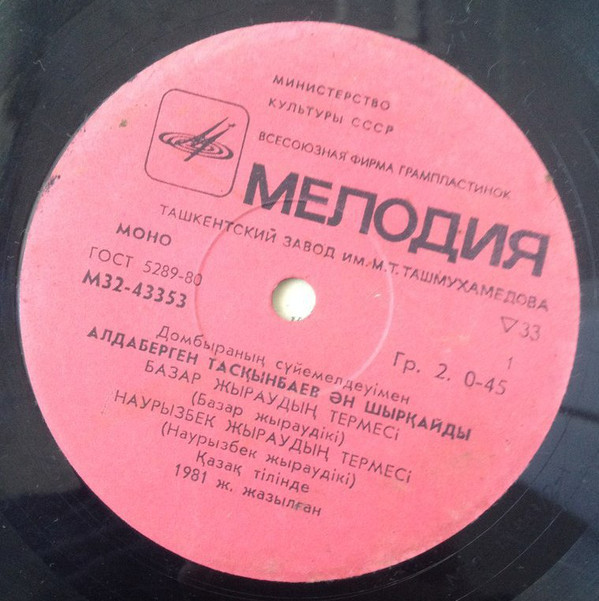 МИНИСТЕРСТВО
КУЛЬТУРЫ СССР
ВСЕСОЮЗНАЯ ФИРМА ГРАМПЛАСТИНОК
МЕЛОДИЯ
ТАШКЕНТСКИЙ ЗАВОД ИМ. М.Т. ТАШМУХАМЕДОВА
МОНО
ГОСТ 5289-80
М32-43353
▽33
1
Гр. 2. 0-45
Домбыраның сүйемелдеуімен
АЛДАБЕРГЕН ТАСҚЫНБАЕВ ӘН ШЫРҚАЙДЫ
БАЗАР ЖЫРАУДЫҢ ТЕРМЕСІ
(Базар жыраудікі)
НАУРЫЗБЕК ЖЫРАУДЫҢ ТЕРМЕСІ
(Наурызбек жыраудікі)
Қазақ тілінде
1981 ж. жазылған